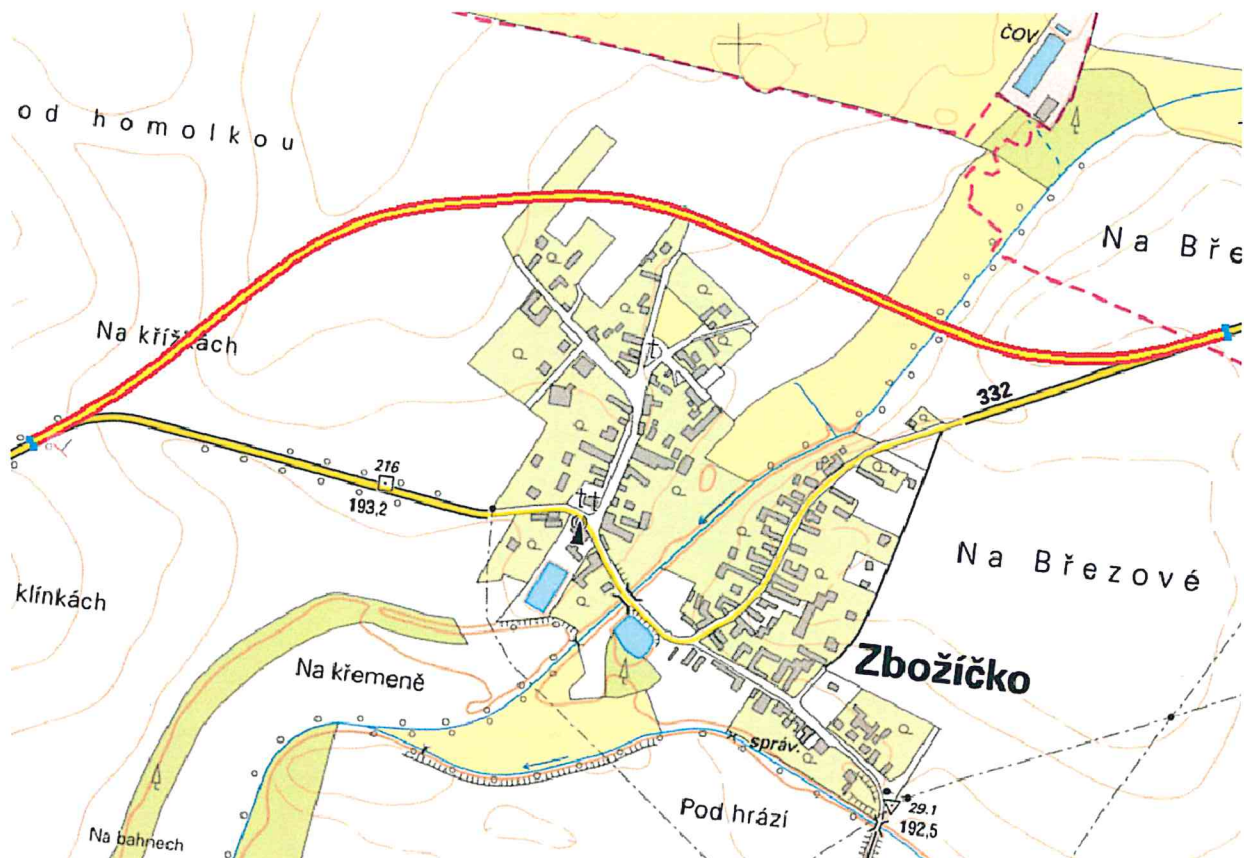 ČOV
od homolkou
Na Bře
Na křížkách
332
216
193,2
Na Březové
klínkách
Zbožíčko
Na křemeně
správ.
Pod hrází
29.1
192,5
Na bahnech